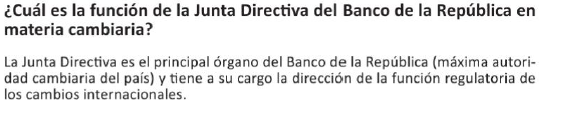 ¿Cuál es la función de la Junta Directiva del Banco de la República en
materia cambiaria?
La Junta Directiva es el principal órgano del Banco de la República (máxima autori-
dad cambiaria del país) y tiene a su cargo la dirección de la función regulatoria de
los cambios internacionales.